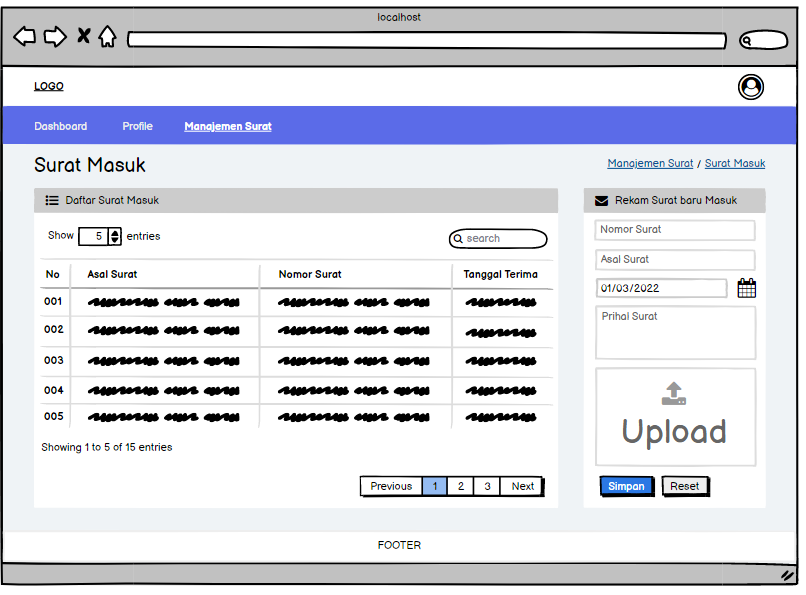 localhost
LOGO
Dashboard Profile Manajemen Surat
Surat Masuk
Manajemen Surat / Surat Masuk
Daftar Surat Masuk
Show 5 entries
search
No Asal Surat Nomor Surat Tanggal Terima
001
002
003
004
005
Showing 1 to 5 of 15 entries
Previous 1 2 3 Next
Rekam Surat baru Masuk
Nomor Surat
Asal Surat
01/03/2022
Prihal Surat
Upload
Simpan Reset
FOOTER